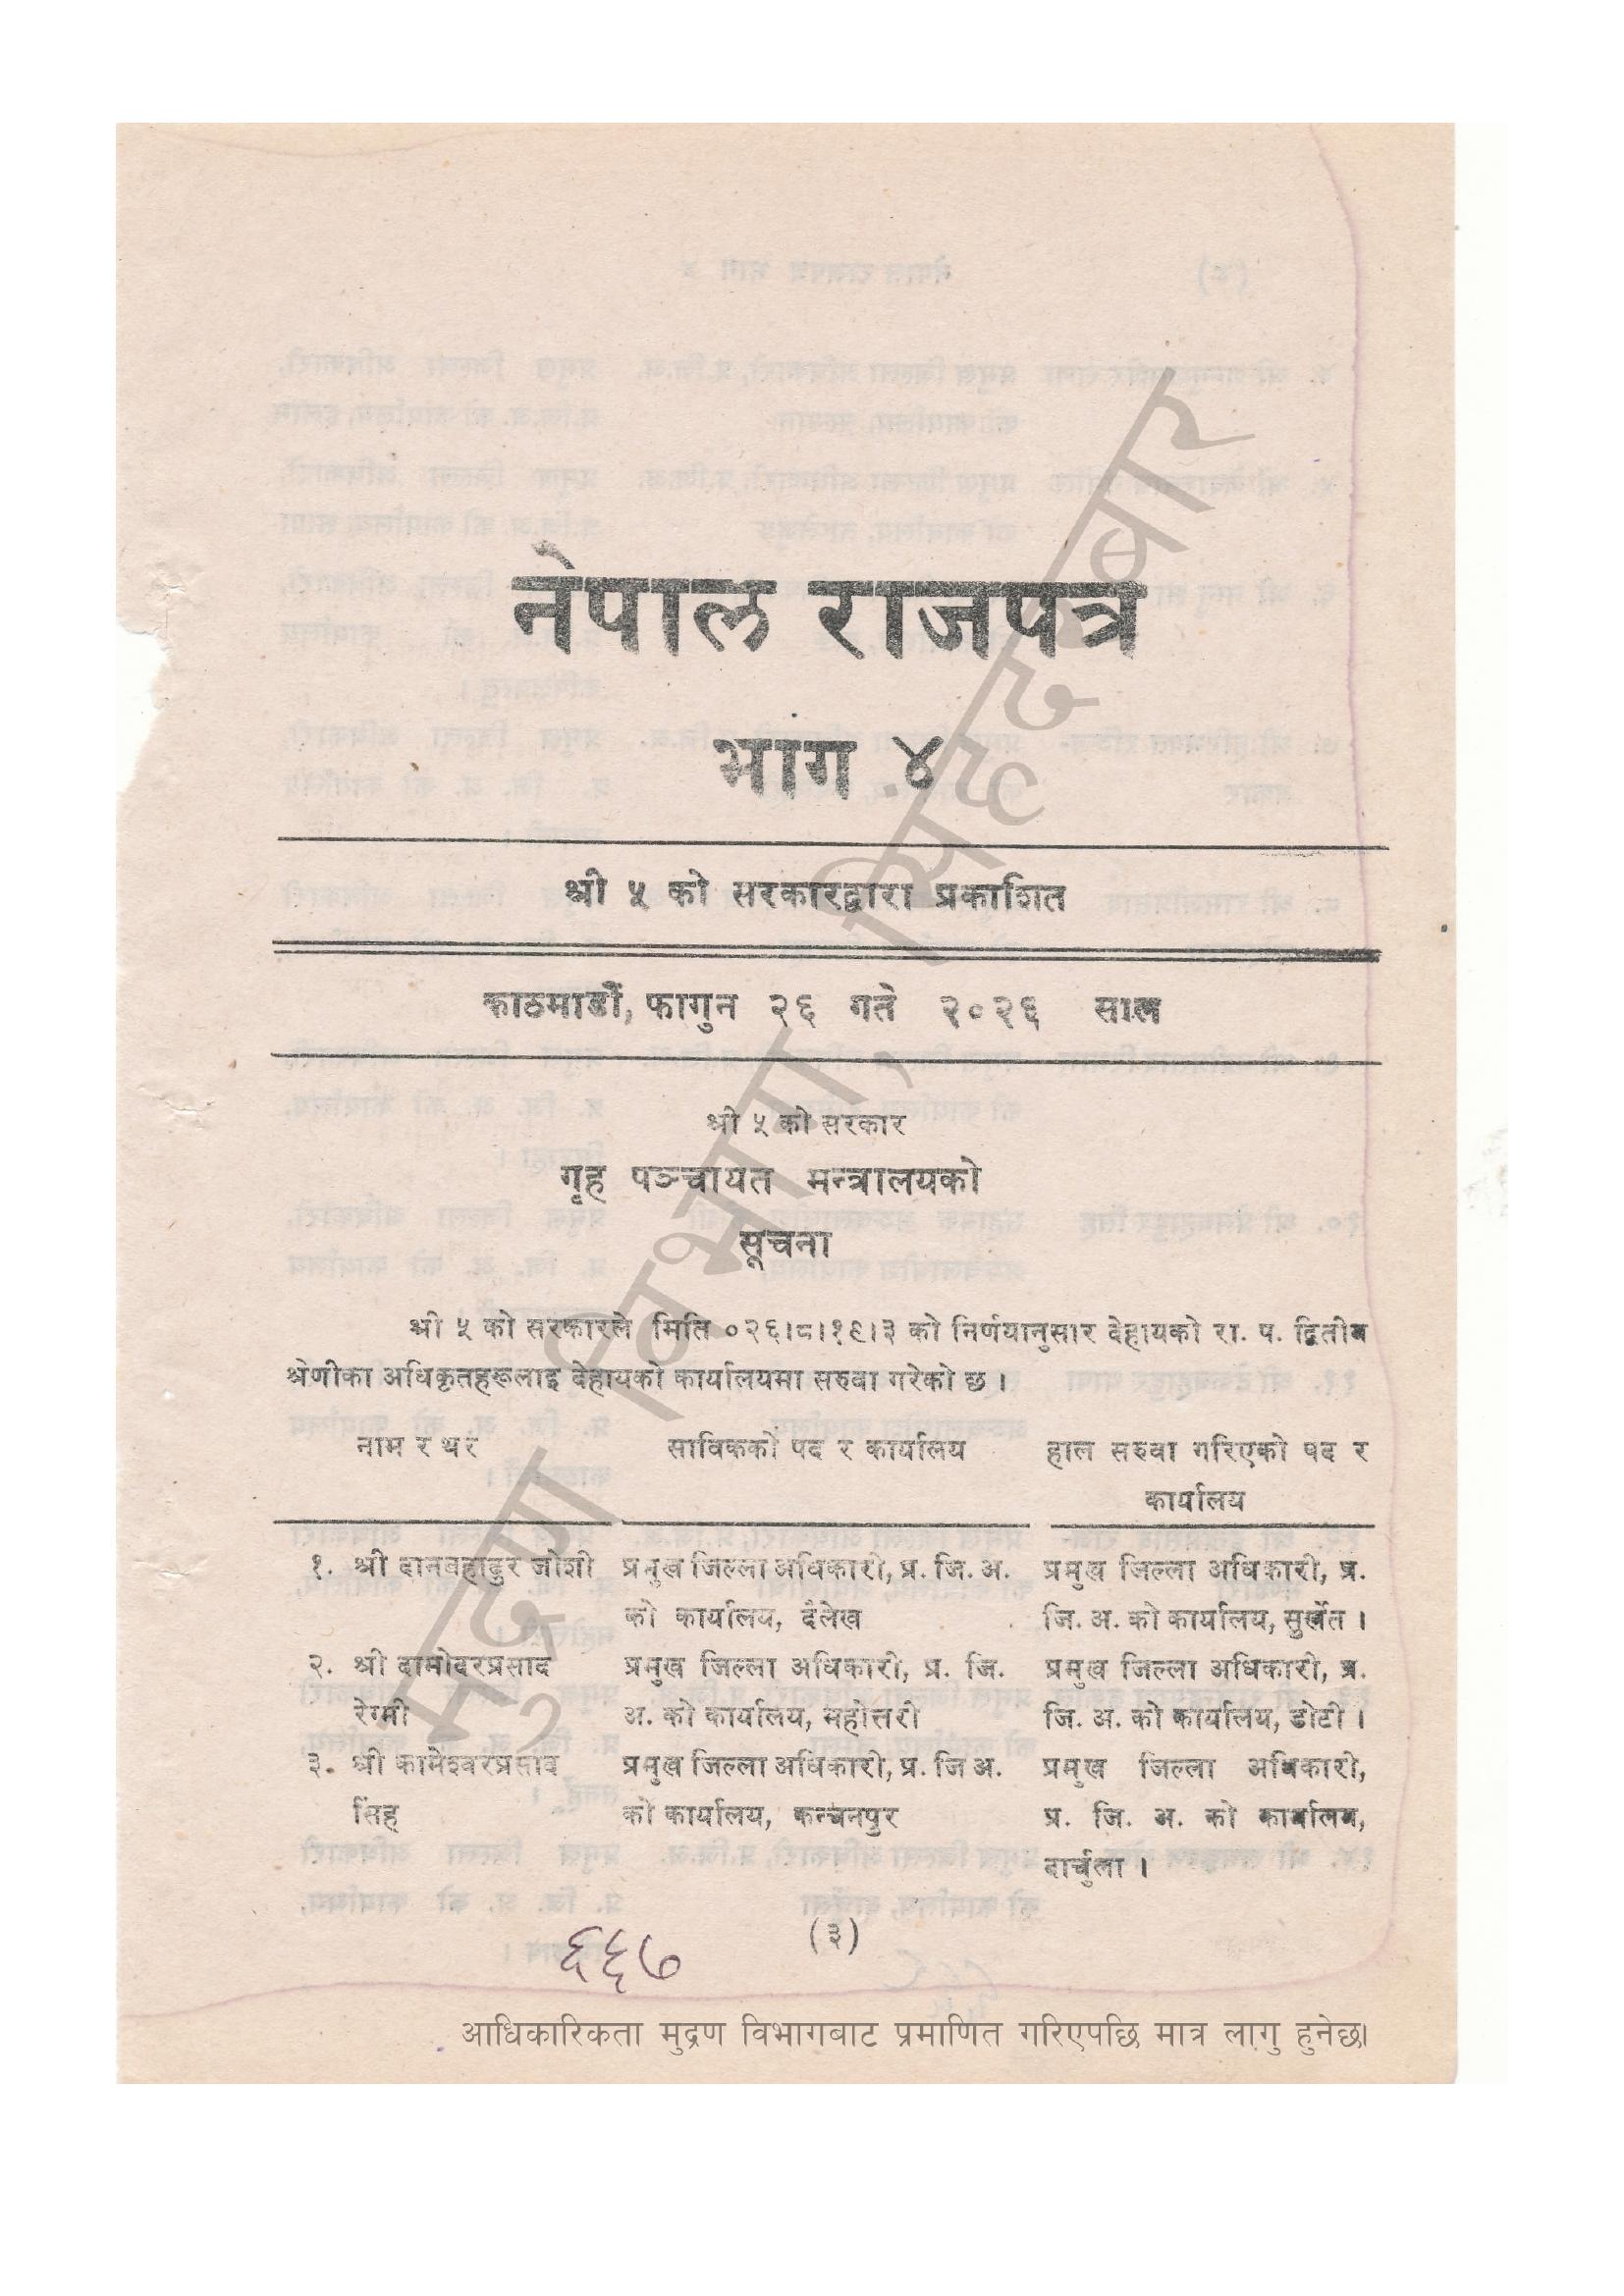 नेपाल राजपत्र
भाग ४
श्री ५ को सरकारद्वारा प्रकाशित
काठमाडौं, फागुन २६ गते २०२६ साल
श्री ५ को सरकार
गृह पञ्चायत मन्त्रालयको
सूचना
श्री ५ को सरकारले मिति ०२६।८।१९।३ को निर्णयानुसार देहायको रा. प. द्वितीय
श्रेणीका अधिकृतहरूलाइ देहायको कार्यालयमा सरुवा गरेको छ ।
नाम र थर साविकको पद र कार्यालय हाल सरुवा गरिएको पद र
कार्यालय
१. श्री दानबहादुर जोशी प्रमुख जिल्ला अधिकारी, प्र. जि. अ. प्रमुख जिल्ला अधिकारी, प्र.
को कार्यालय, दैलेख जि. अ. को कार्यालय, सुर्खेत ।
२. श्री दामोदरप्रसाद प्रमुख जिल्ला अधिकारी, प्र. जि. प्रमुख जिल्ला अधिकारी, प्र.
रेग्मी अ. को कार्यालय, महोत्तरी जि. अ. को कार्यालय, डोटी ।
३. श्री कामेश्वरप्रसाद प्रमुख जिल्ला अधिकारी, प्र. जि अ. प्रमुख जिल्ला अधिकारी,
सिंह को कार्यालय, कन्चनपुर प्र. जि. अ. को कार्यालय,
दार्चुला ।
(३)
६६७
आधिकारिकता मुद्रण विभागबाट प्रमाणित गरिएपछि मात्र लागु हुनेछ।
मुद्रण विभाग, सिंहदरबार